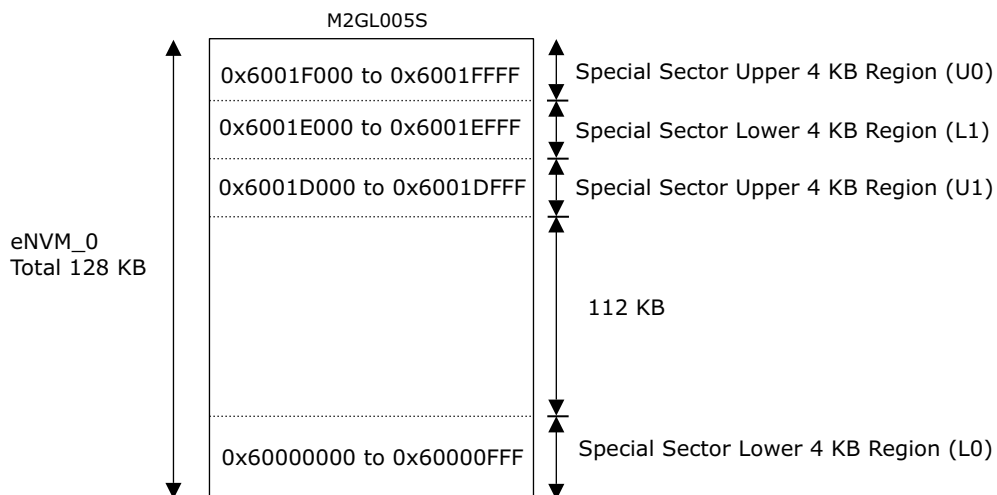 M2GL005S
0x6001F000 to 0x6001FFFF
Special Sector Upper 4 KB Region (U0)
0x6001E000 to 0x6001EFFF
Special Sector Lower 4 KB Region (L1)
0x6001D000 to 0x6001DFFF
Special Sector Upper 4 KB Region (U1)
eNVM_0
Total 128 KB
112 KB
0x60000000 to 0x60000FFF
Special Sector Lower 4 KB Region (L0)